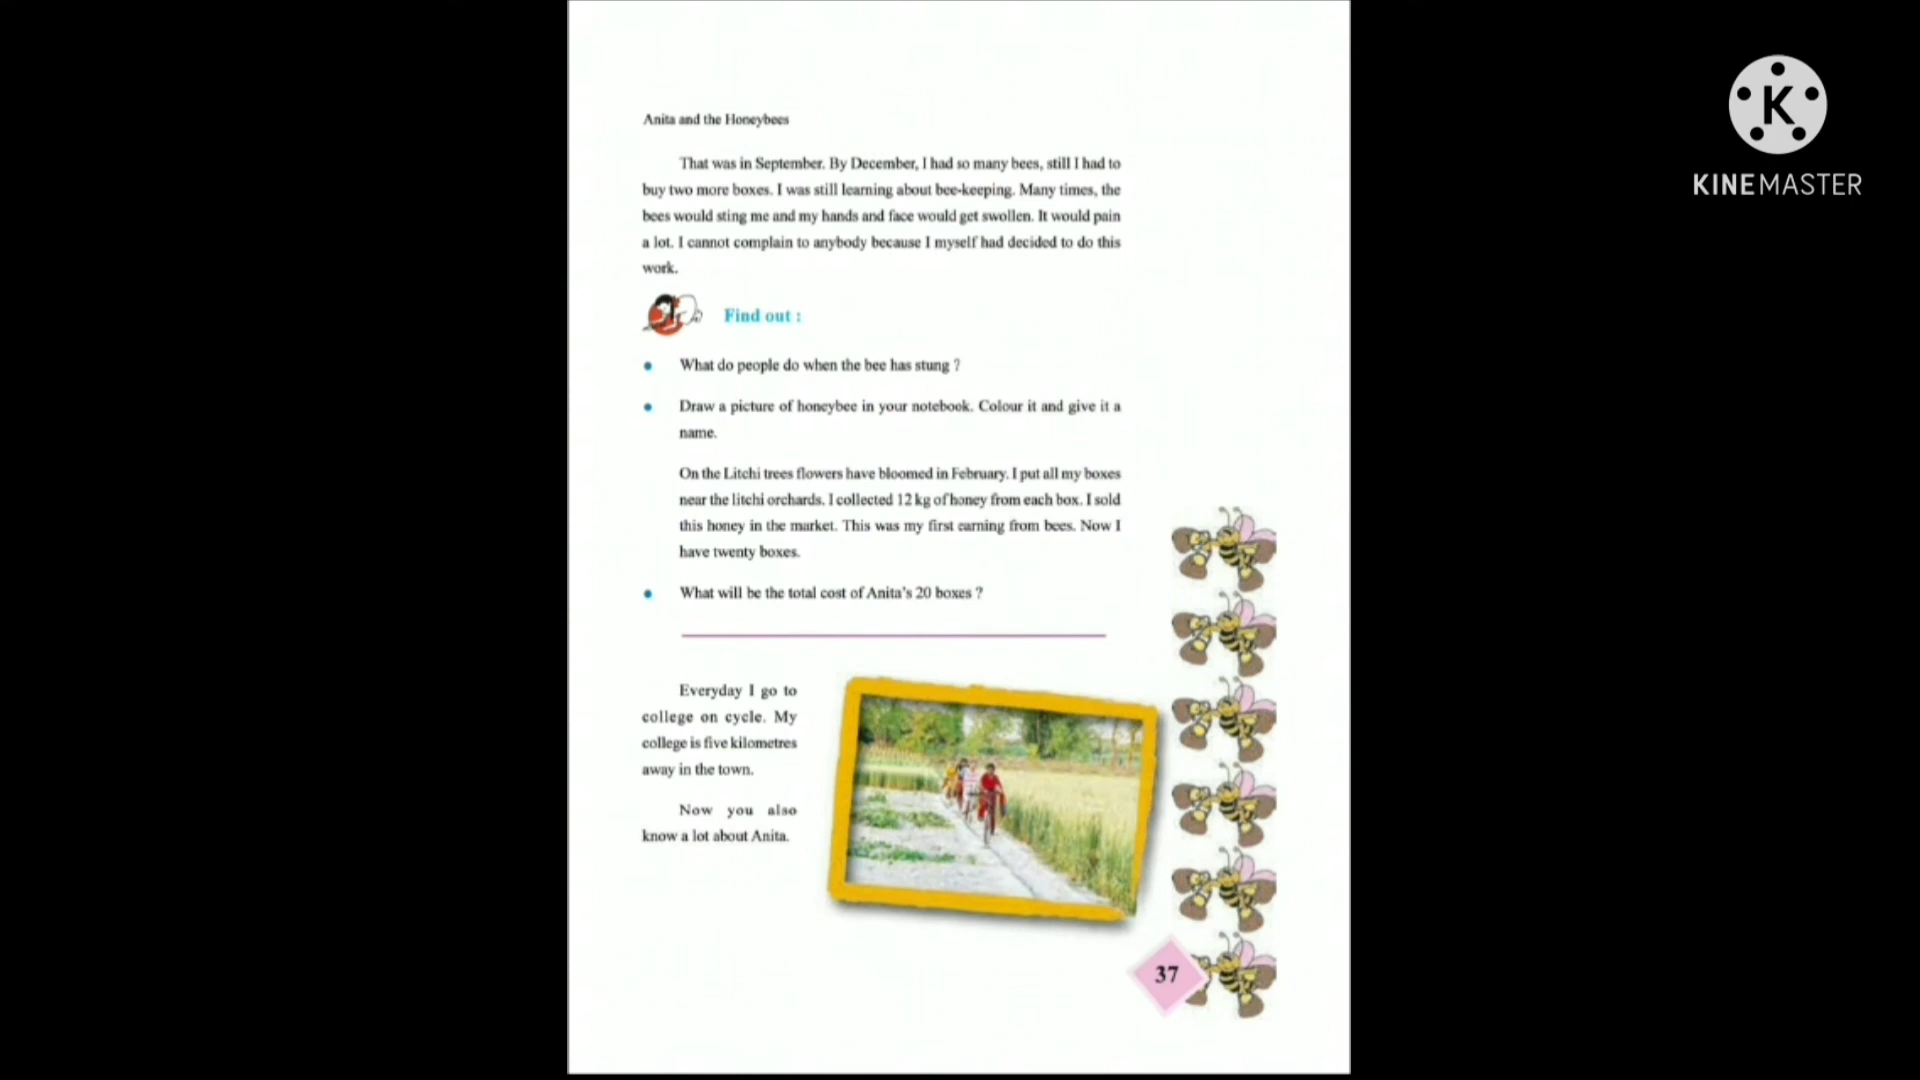 Anita and the Honeybees
That was in September. By December, I had so many bees, still I had to
buy two more boxes. I was still learning about bee-keeping. Many times, the
bees would sting me and my hands and face would get swollen. It would pain
a lot. I cannot complain to anybody because I myself had decided to do this
work.
Find out :
• What do people do when the bee has stung ?
• Draw a picture of honeybee in your notebook. Colour it and give it a
name.
On the Litchi trees flowers have bloomed in February. I put all my boxes
near the litchi orchards. I collected 12 kg of honey from each box. I sold
this honey in the market. This was my first earning from bees. Now I
have twenty boxes.
• What will be the total cost of Anita's 20 boxes ?
Everyday I go to
college on cycle. My
college is five kilometres
away in the town.
Now you also
know a lot about Anita.
37
K
KINEMASTER